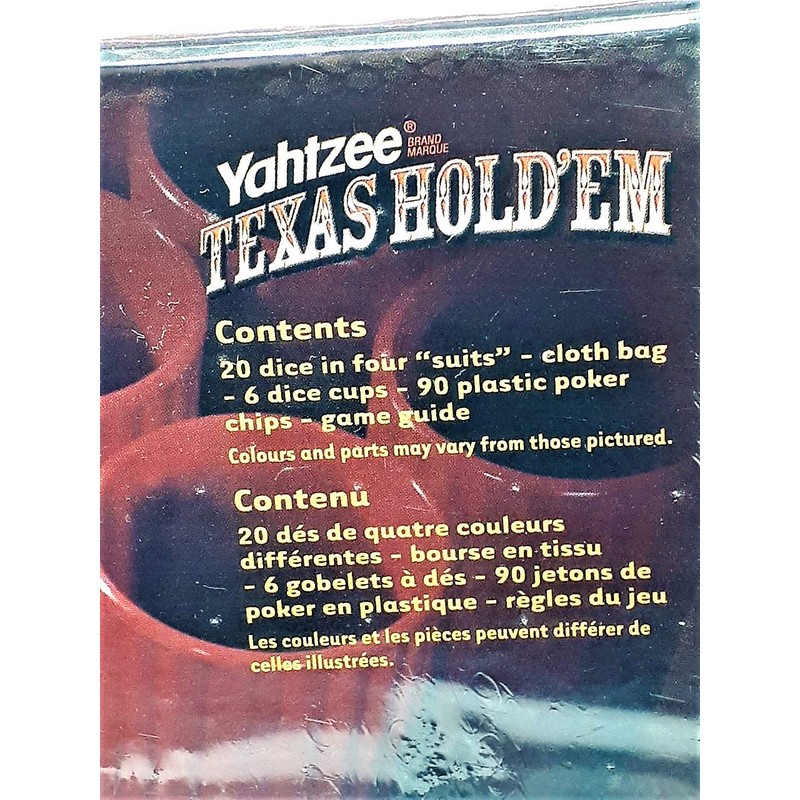 Yahtzee®
BRAND
MARQUE
TEXAS HOLD'EM
Contents
20 dice in four “suits” – cloth bag
– 6 dice cups – 90 plastic poker
chips – game guide
Colours and parts may vary from those pictured.
Contenu
20 dés de quatre couleurs
différentes – bourse en tissu
– 6 gobelets à dés – 90 jetons de
poker en plastique – règles du jeu
Les couleurs et les pièces peuvent différer de
celles illustrées.